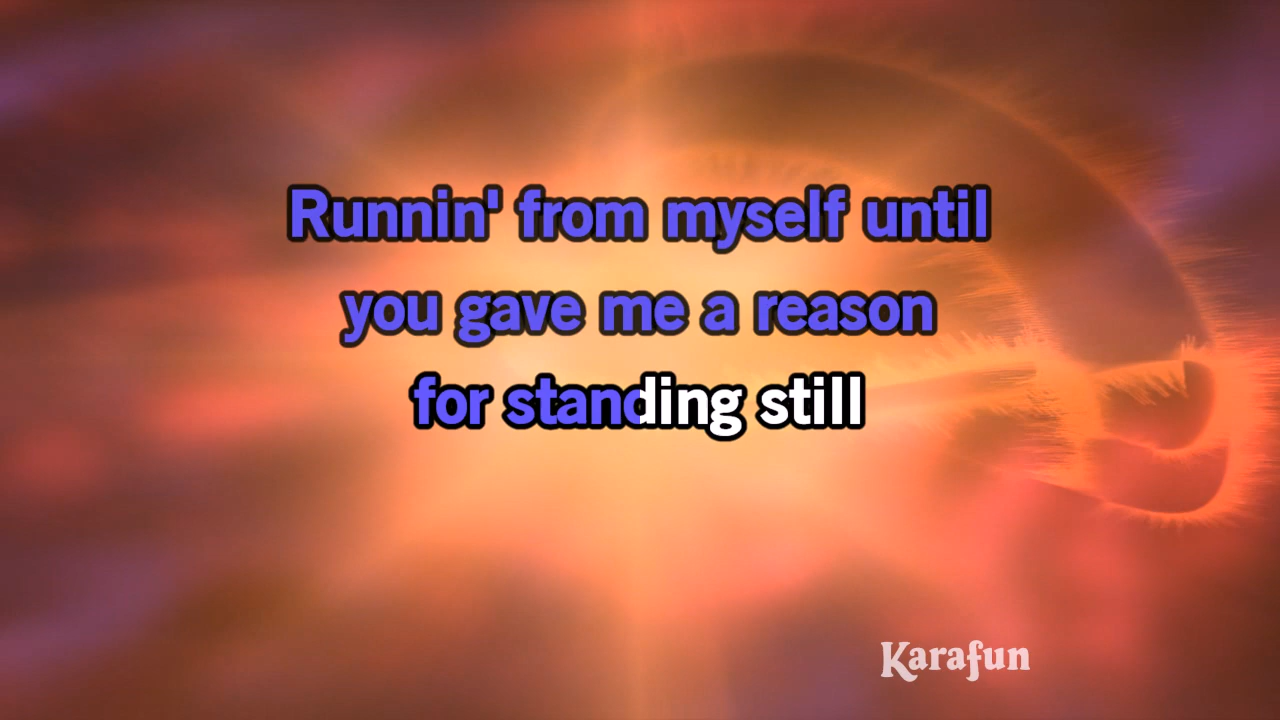 Runnin' from myself until
you gave me a reason
for standing still
Karafun